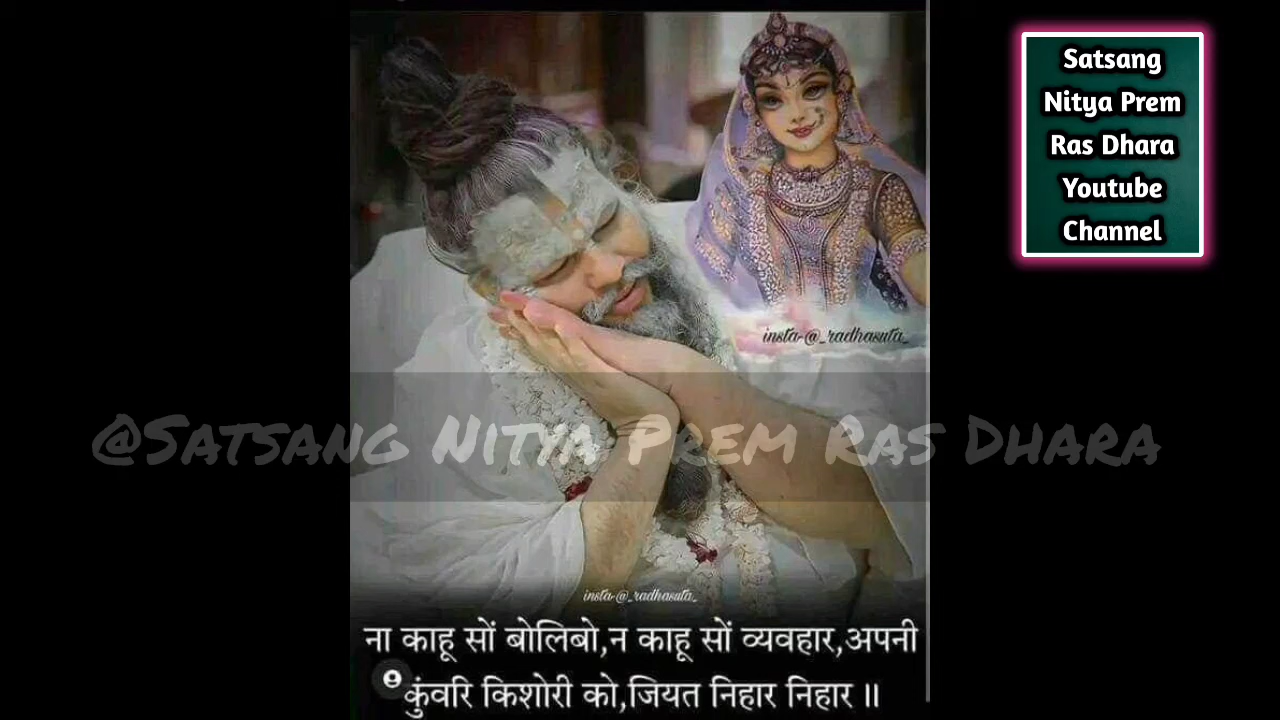 Satsang
Nitya Prem
Ras Dhara
Youtube
Channel
insta-@_radhasuta_
@Satsang Nitya Prem Ras Dhara
insta-@_radhasuta_
ना काहू सों बोलिबो,न काहू सों व्यवहार,अपनी
कुंवरि किशोरी को,जियत निहार निहार ॥